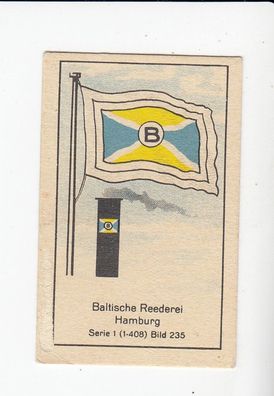 B
B
Baltische Reederei
Hamburg
Serie 1 (1-408) Bild 235